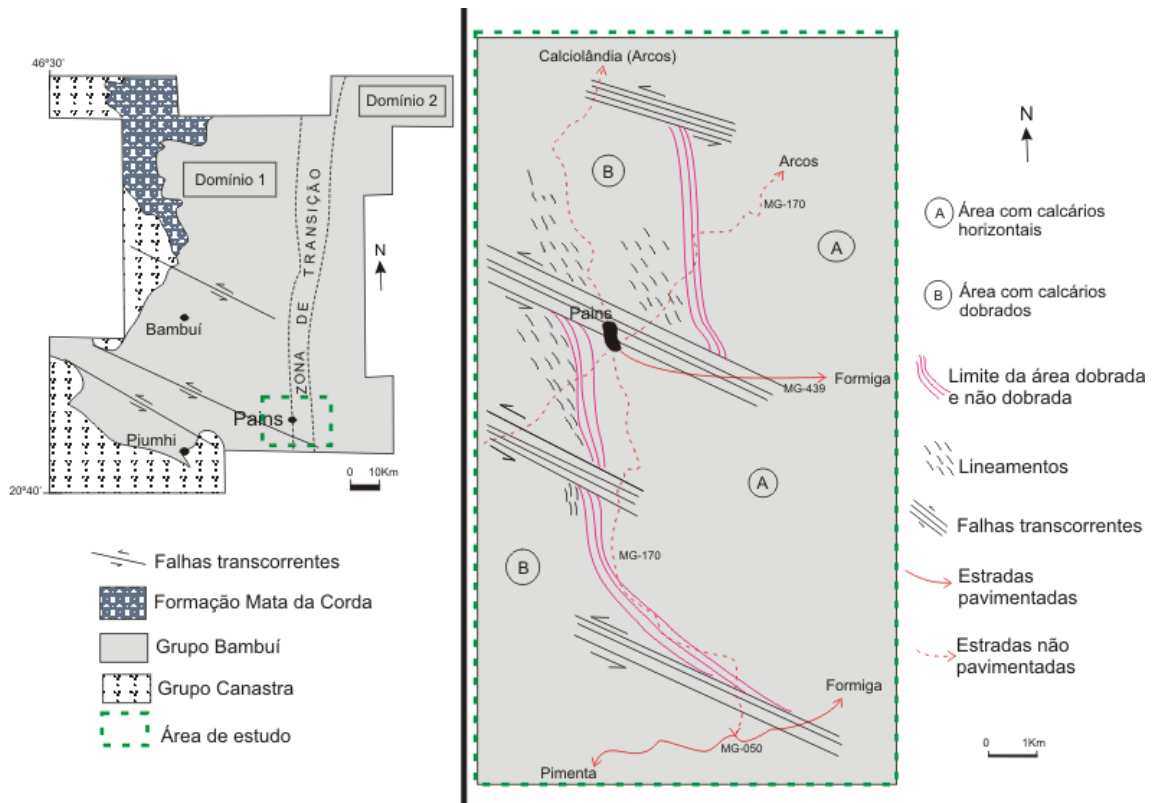 46°30'
Domínio 2
Domínio 1
ZONA DE TRANSIÇÃO
N
Bambuí
Pains
Piumhi
0 10Km
20°40'
Falhas transcorrentes
Formação Mata da Corda
Grupo Bambuí
Grupo Canastra
Área de estudo
Calciolândia (Arcos)
B
Arcos
MG-170
A
Pains
MG-439
Formiga
A
B
MG-170
Formiga
MG-050
Pimenta
N
A
Área com calcários
horizontais
B
Área com calcários
dobrados
Limite da área dobrada
e não dobrada
Lineamentos
Falhas transcorrentes
Estradas
pavimentadas
Estradas não
pavimentadas
0 1Km